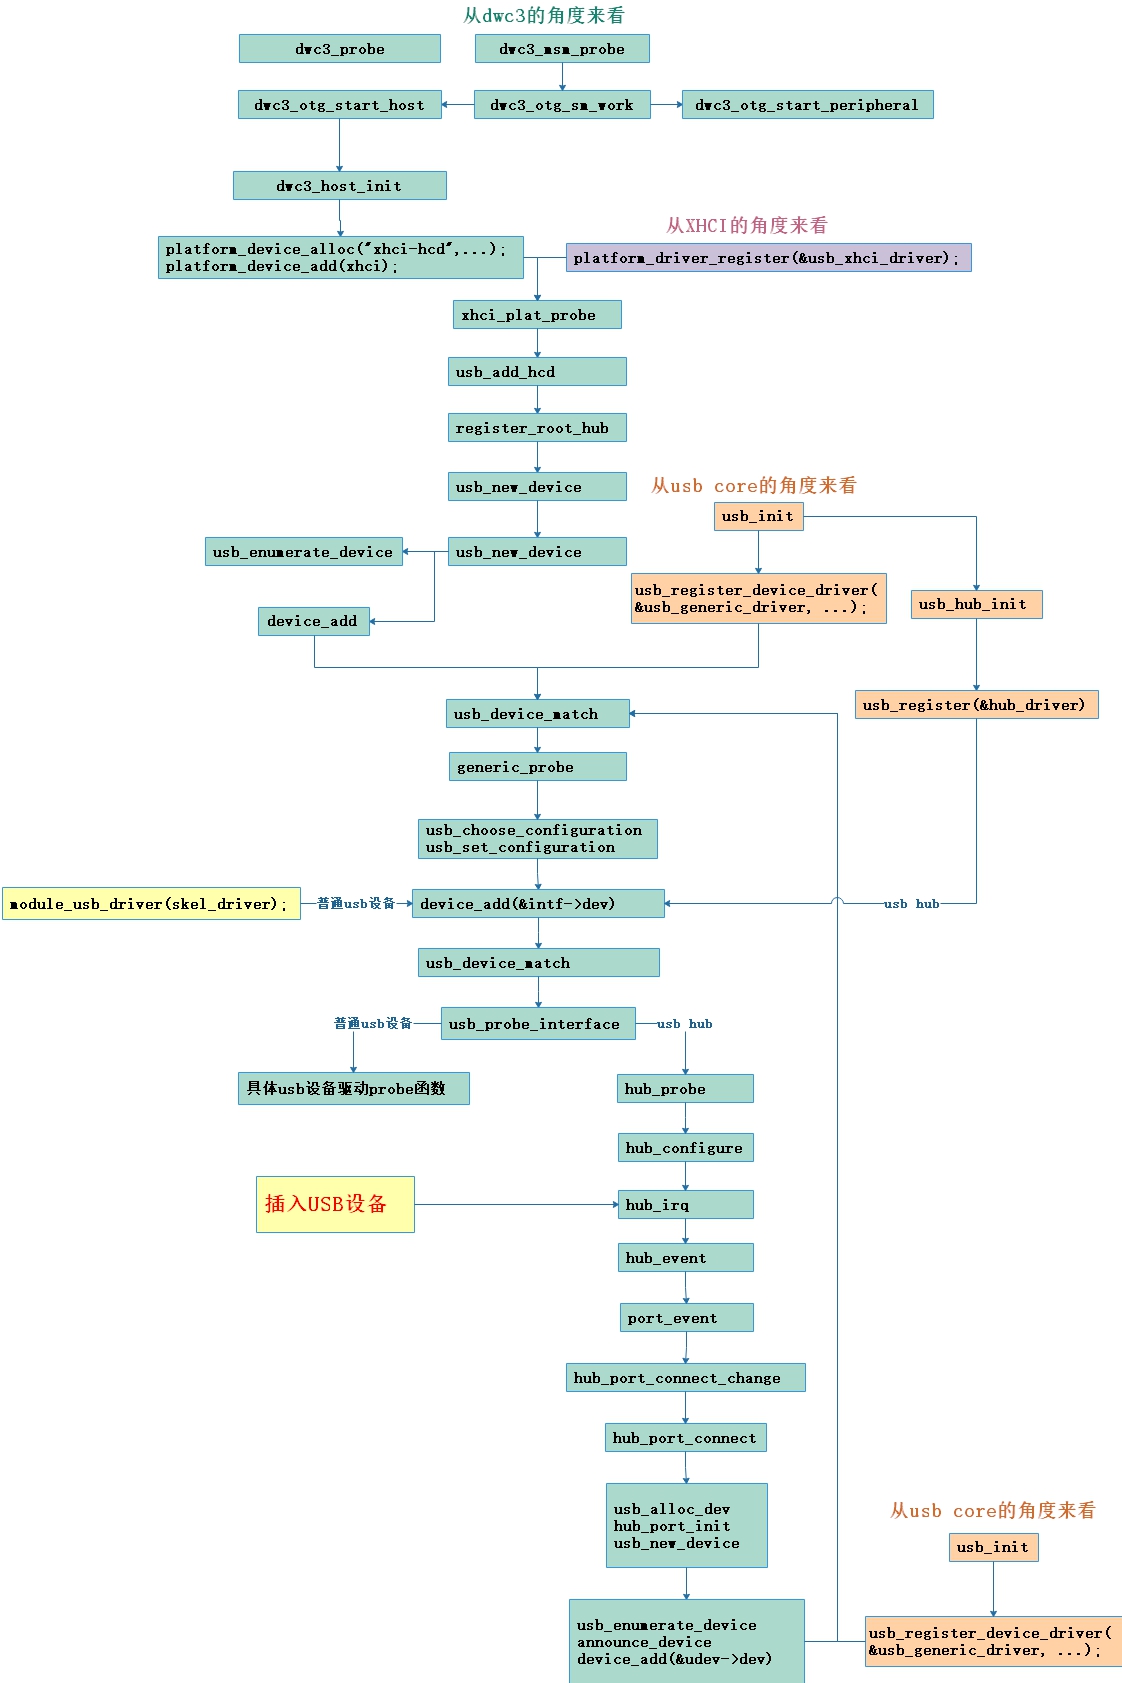 从dwc3的角度来看
dwc3_probe
dwc3_msm_probe
dwc3_otg_start_host
dwc3_otg_sm_work
dwc3_otg_start_peripheral
dwc3_host_init
从XHCI的角度来看
platform_device_alloc("xhci-hcd",...);
platform_device_add(xhci);
platform_driver_register(&usb_xhci_driver);
xhci_plat_probe
usb_add_hcd
register_root_hub
usb_new_device
从usb core的角度来看
usb_init
usb_enumerate_device
usb_new_device
usb_register_device_driver(
&usb_generic_driver, ...);
usb_hub_init
device_add
usb_register(&hub_driver)
usb_device_match
generic_probe
usb_choose_configuration
usb_set_configuration
module_usb_driver(skel_driver);
普通usb设备
device_add(&intf->dev)
usb hub
usb_device_match
普通usb设备
usb_probe_interface
usb hub
具体usb设备驱动probe函数
hub_probe
hub_configure
插入USB设备
hub_irq
hub_event
port_event
hub_port_connect_change
hub_port_connect
usb_alloc_dev
hub_port_init
usb_new_device
从usb core的角度来看
usb_init
usb_enumerate_device
announce_device
device_add(&udev->dev)
usb_register_device_driver(
&usb_generic_driver, ...);